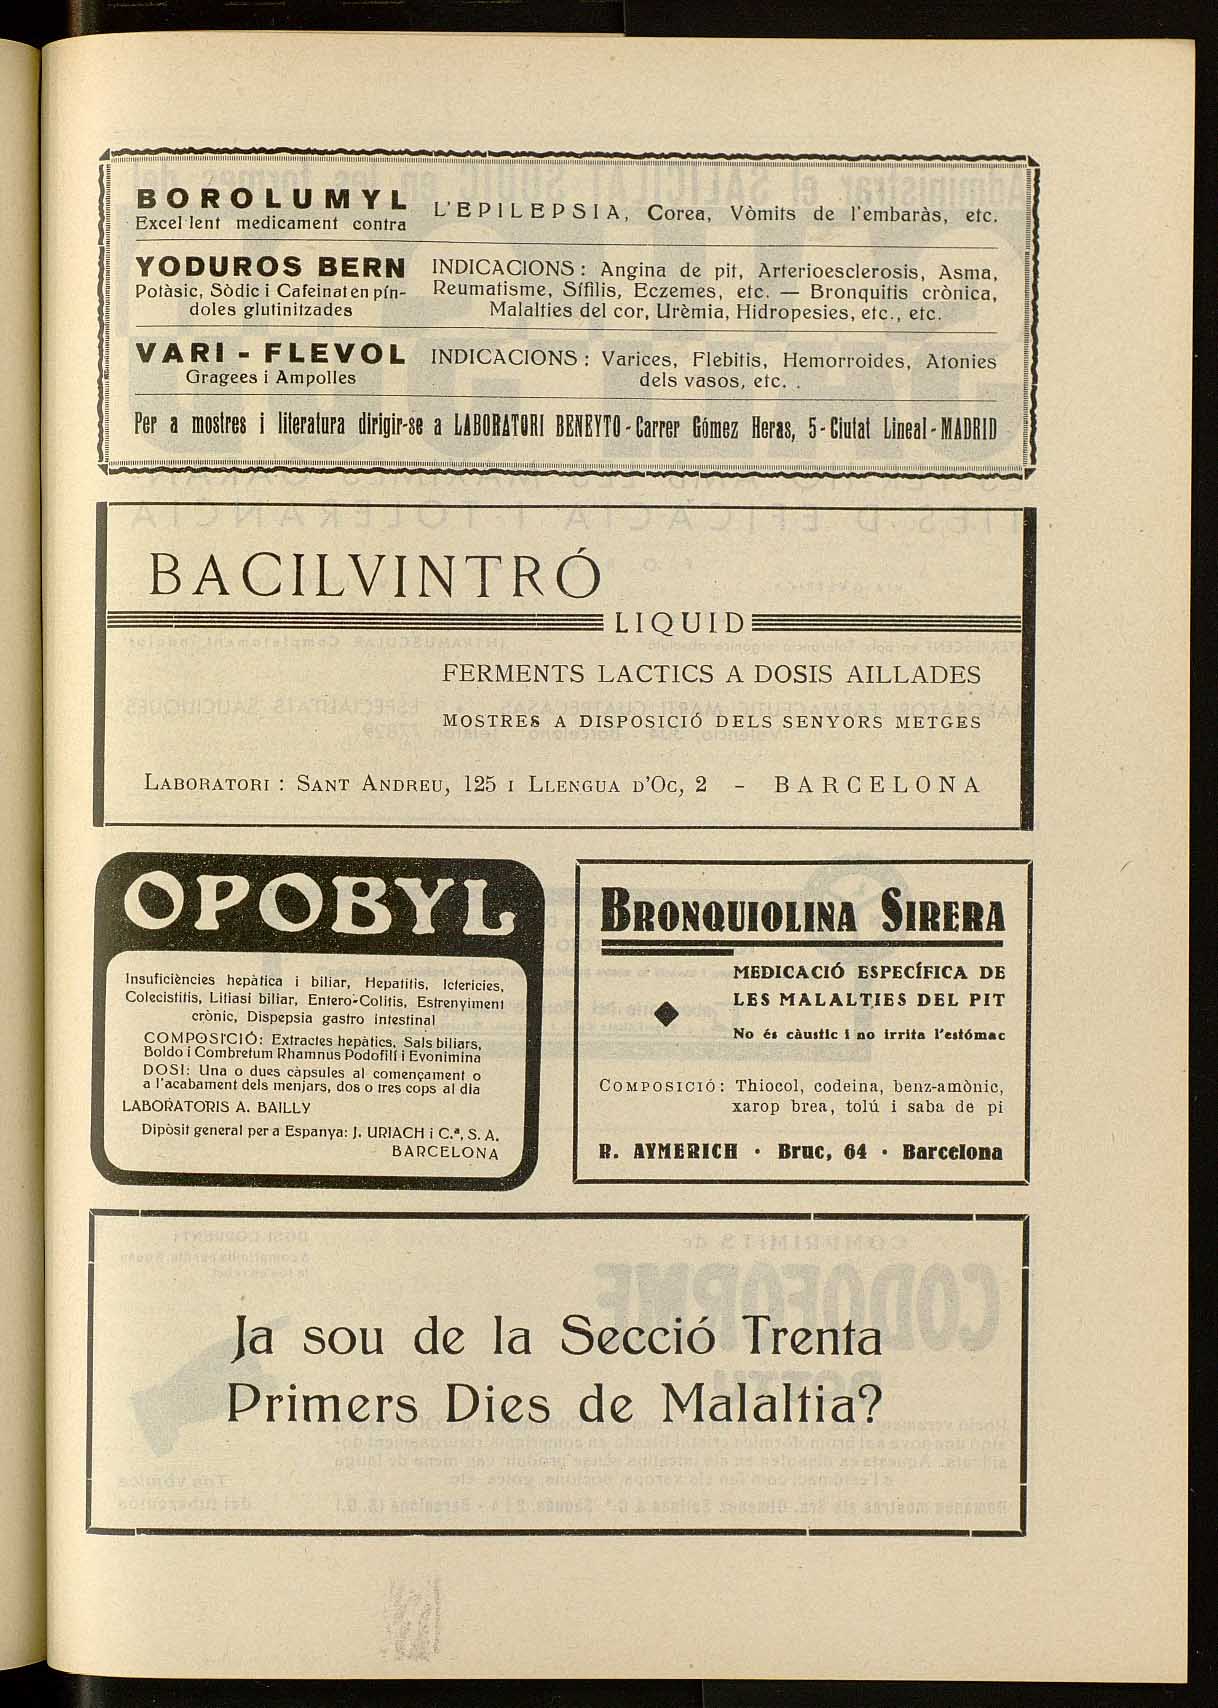 BOROLUMYL
Excel·lent medicament contra
L'EPILEPSIA, Corea, Vòmits de l'embaràs, etc.
YODUROS BERN
Potàsic, Sòdic i Cafeinat en pín-
doles glutinitzades
INDICACIONS: Angina de pit, Arterioesclerosis, Asma,
Reumatisme, Sífilis, Eczemes, etc. — Bronquitis crònica,
Malalties del cor, Urèmia, Hidropesies, etc., etc.
VARI - FLEVOL
Gragees i Ampolles
INDICACIONS: Varices, Flebitis, Hemorroides, Atonies
dels vasos, etc. .
Per a mostres i literatura dirigir-se a LABORATORI BENEYTO - Carrer Gómez Heras, 5 - Ciutat Lineal - MADRID
BACILVINTRÓ
LIQUID
FERMENTS LACTICS A DOSIS AILLADES
MOSTRES A DISPOSICIÓ DELS SENYORS METGES
LABORATORI: SANT ANDREU, 125 I LLENGUA D'OC, 2 - BARCELONA
OPOBYL
Insuficiències hepàtica i biliar, Hepatitis, Ictericies,
Colecistitis, Litiasi biliar, Entero-Colitis, Estrenyiment
crònic, Dispepsia gastro intestinal
COMPOSICIÓ: Extractes hepàtics, Sals biliars,
Boldo i Combretum Rhamnus Podofilí i Evonimina
DOSI: Una o dues càpsules al començament o
a l'acabament dels menjars, dos o tres cops al dia
LABORATORIS A. BAILLY
Dipòsit general per a Espanya: J. URIACH i C.ª, S. A.
BARCELONA
BRONQUIOLINA SIRERA
MEDICACIÓ ESPECÍFICA DE
LES MALALTIES DEL PIT
No és càustic i no irrita l'estómac
COMPOSICIÓ: Thiocol, codeina, benz-amònic,
xarop brea, tolú i saba de pi
R. AYMERICH · Bruc, 64 · Barcelona
Ja sou de la Secció Trenta
Primers Dies de Malaltia?